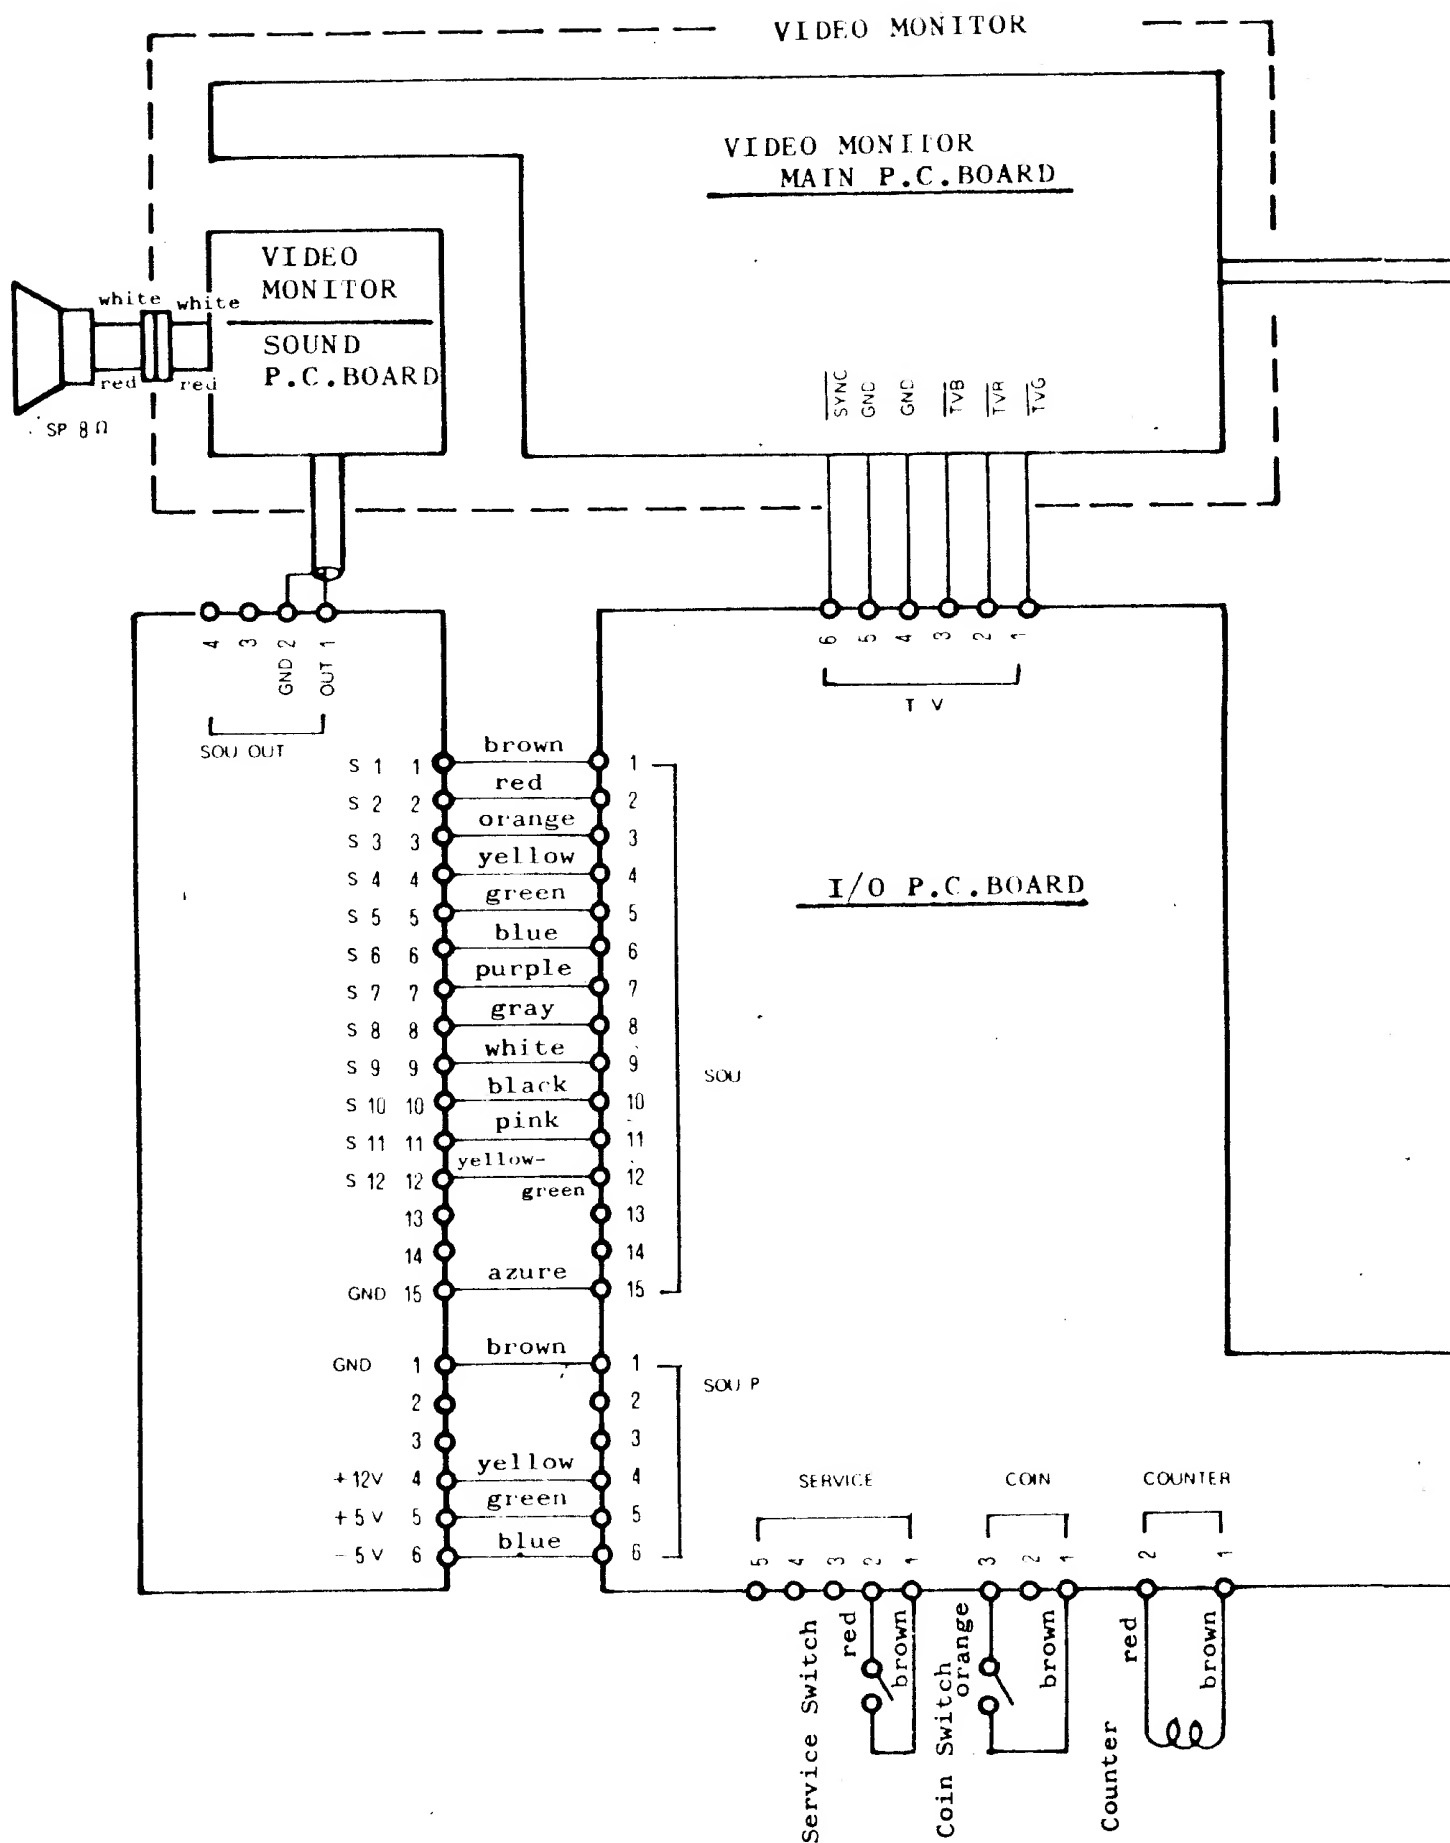 VIDEO MONITOR
VIDEO MONITOR
MAIN P.C.BOARD
VIDEO
MONITOR
SOUND
P.C.BOARD
white white
red red
SP 8Ω
SYNC
GND
GND
TVB
TVR
TVG
4
3
GND 2
OUT 1
SOU OUT
6
5
4
3
2
1
T V
S 1 1 brown 1
S 2 2 red 2
S 3 3 orange 3
S 4 4 yellow 4
S 5 5 green 5
S 6 6 blue 6
S 7 7 purple 7
S 8 8 gray 8
S 9 9 white 9
S 10 10 black 10
S 11 11 pink 11
S 12 12 yellow-green 12
13 13
14 14
GND 15 azure 15
SOU
I/O P.C.BOARD
GND 1 brown 1
2 2
3 3
+12V 4 yellow 4
+5V 5 green 5
-5V 6 blue 6
SOU P
SERVICE
5
4
3
2
1
COIN
3
2
1
COUNTER
2
1
Service Switch
red
brown
Coin Switch
orange
brown
Counter
red
brown